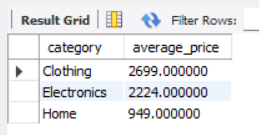 Result Grid Filter Rows:
category average_price
Clothing 2699.000000
Electronics 2224.000000
Home 949.000000